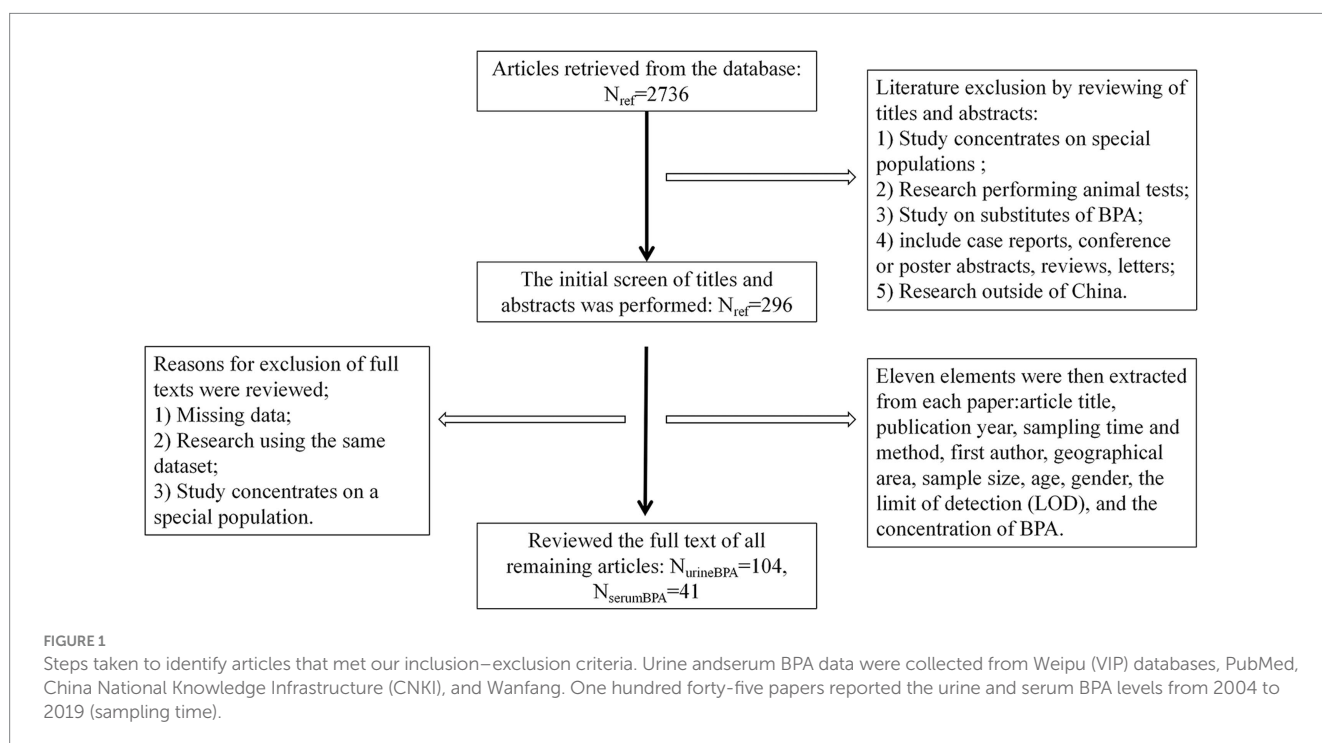 Articles retrieved from the database:
Nref=2736
Literature exclusion by reviewing of
titles and abstracts:
1) Study concentrates on special
populations ;
2) Research performing animal tests;
3) Study on substitutes of BPA;
4) include case reports, conference
or poster abstracts, reviews, letters;
5) Research outside of China.
The initial screen of titles and
abstracts was performed: Nref=296
Reasons for exclusion of full
texts were reviewed;
1) Missing data;
2) Research using the same
dataset;
3) Study concentrates on a
special population.
Eleven elements were then extracted
from each paper:article title,
publication year, sampling time and
method, first author, geographical
area, sample size, age, gender, the
limit of detection (LOD), and the
concentration of BPA.
Reviewed the full text of all
remaining articles: NurineBPA=104,
NserumBPA=41
FIGURE 1
Steps taken to identify articles that met our inclusion–exclusion criteria. Urine andserum BPA data were collected from Weipu (VIP) databases, PubMed,
China National Knowledge Infrastructure (CNKI), and Wanfang. One hundred forty-five papers reported the urine and serum BPA levels from 2004 to
2019 (sampling time).